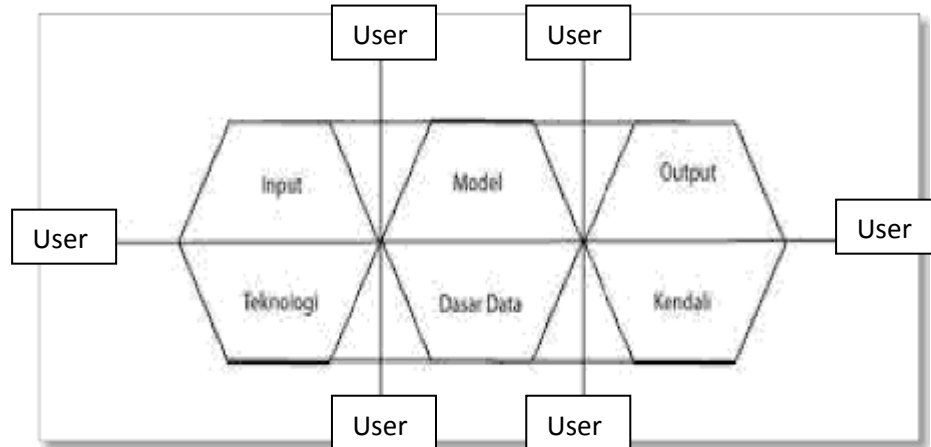 User
User
Input
Model
Output
User
User
Teknologi
Dasar Data
Kendali
User
User